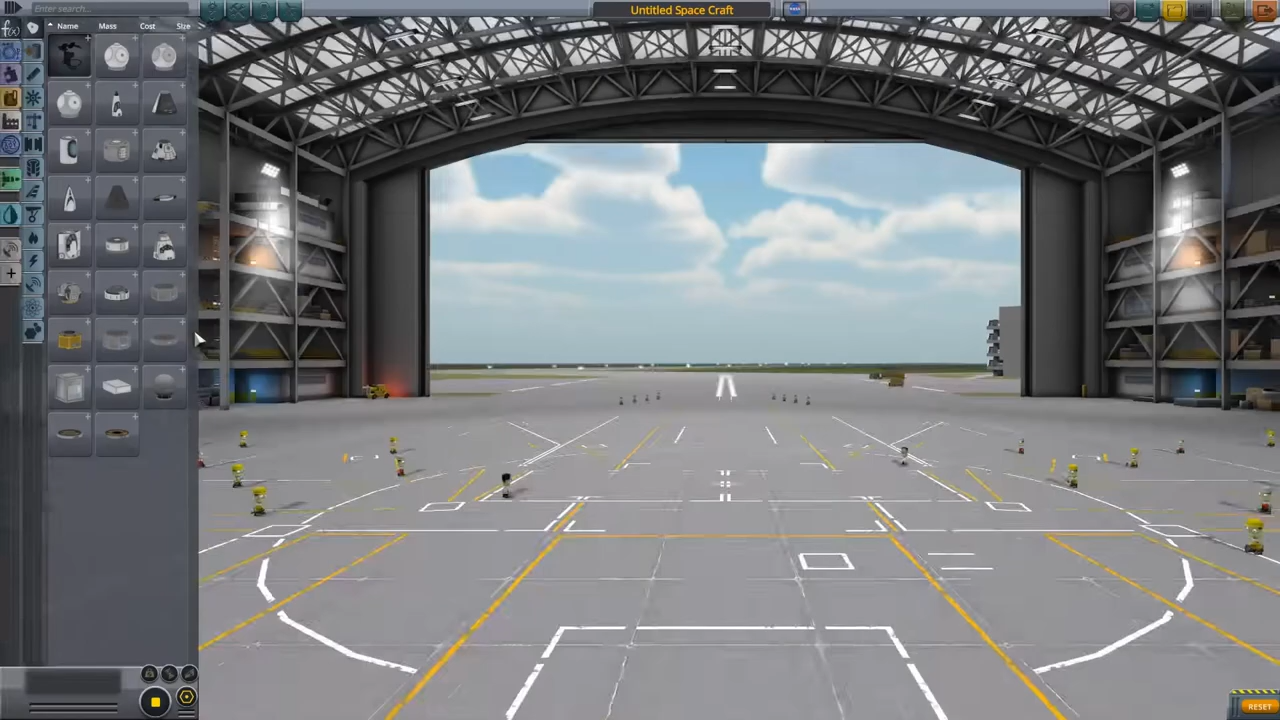 Enter search...
Untitled Space Craft
Name Mass Cost Size
f(x)
RESET